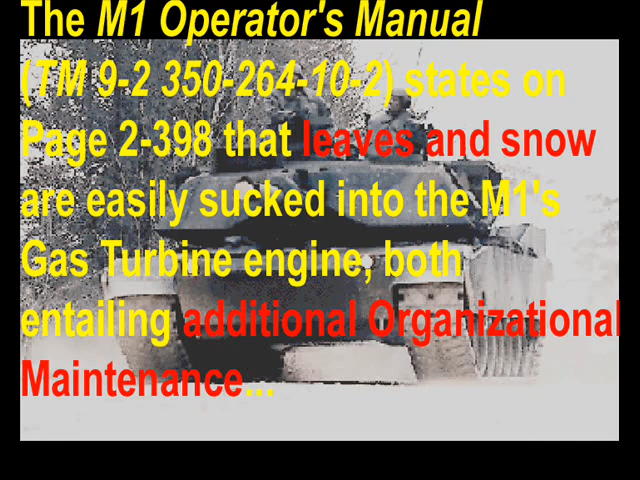 The M1 Operator's Manual
(TM 9-2 350-264-10-2) states on
Page 2-398 that leaves and snow
are easily sucked into the M1's
Gas Turbine engine, both
entailing additional Organizational
Maintenance...